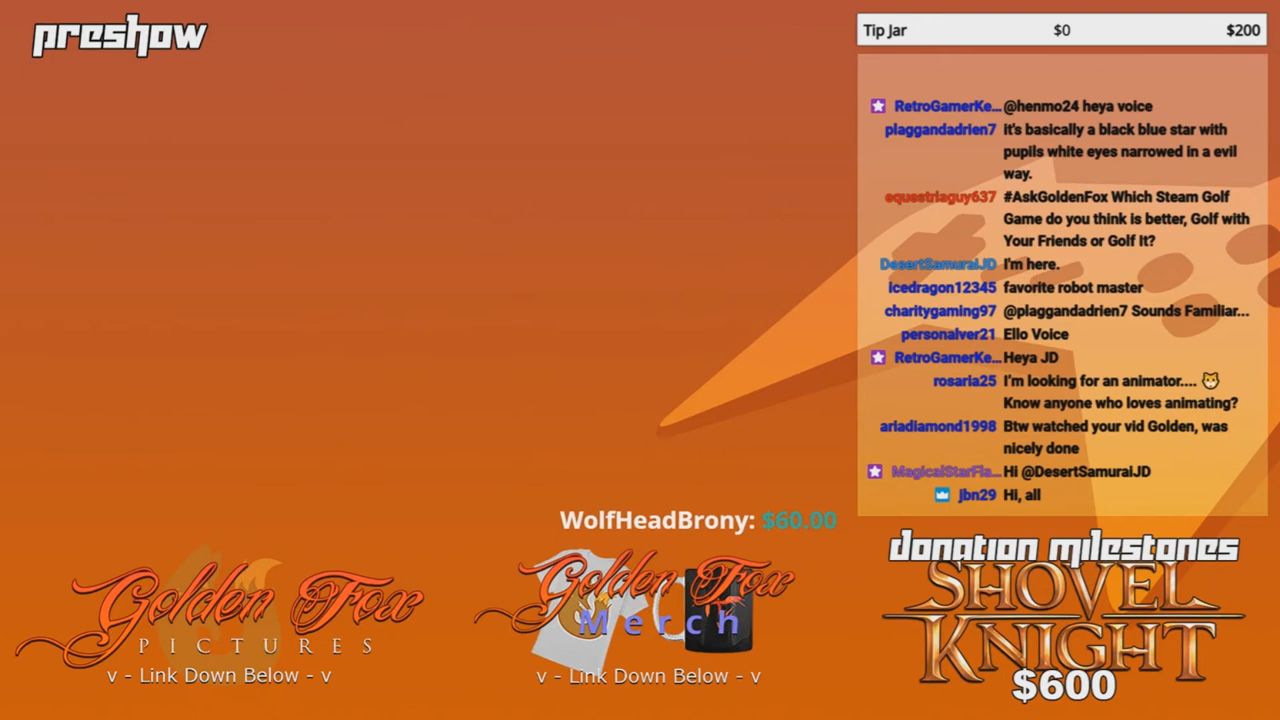 preshow
Tip Jar $0 $200
RetroGamerKe... @henmo24 heya voice
plaggandadrien7 it's basically a black blue star with
pupils white eyes narrowed in a evil
way.
equestriaguy637 #AskGoldenFox Which Steam Golf
Game do you think is better, Golf with
Your Friends or Golf It?
DesertSamuraiJD I'm here.
icedragon12345 favorite robot master
charitygaming97 @plaggandadrien7 Sounds Familiar...
personalver21 Ello Voice
RetroGamerKe... Heya JD
rosaria25 I'm looking for an animator....
Know anyone who loves animating?
ariadiamond1998 Btw watched your vid Golden, was
nicely done
MagicalStarFla... Hi @DesertSamuraiJD
jbn29 Hi, all
WolfHeadBrony: $60.00
Golden Fox
PICTURES
v - Link Down Below - v
Golden Fox
Merch
v - Link Down Below - v
donation milestones
SHOVEL
KNIGHT
$600